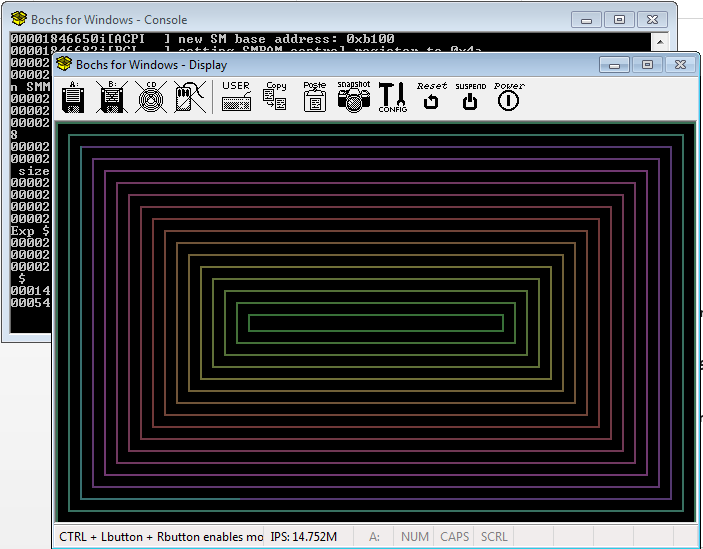 Bochs for Windows - Console
00001846650i[ACPI ] new SM base address: 0xb100
00001846682i[ACPI ] setting SMRAM control register to 0x4a
00002
00002
n SMM
00002
00002
00002
8
00002
00002
size
00002
00002
00002
00002
Exp $
00002
00002
00002
$
00014
00054
Bochs for Windows - Display
A:
B:
CD
USER
Copy
Paste
snapshot
CONFIG
Reset
SUSPEND
Power
CTRL + Lbutton + Rbutton enables mo
IPS: 14.752M
A:
NUM
CAPS
SCRL